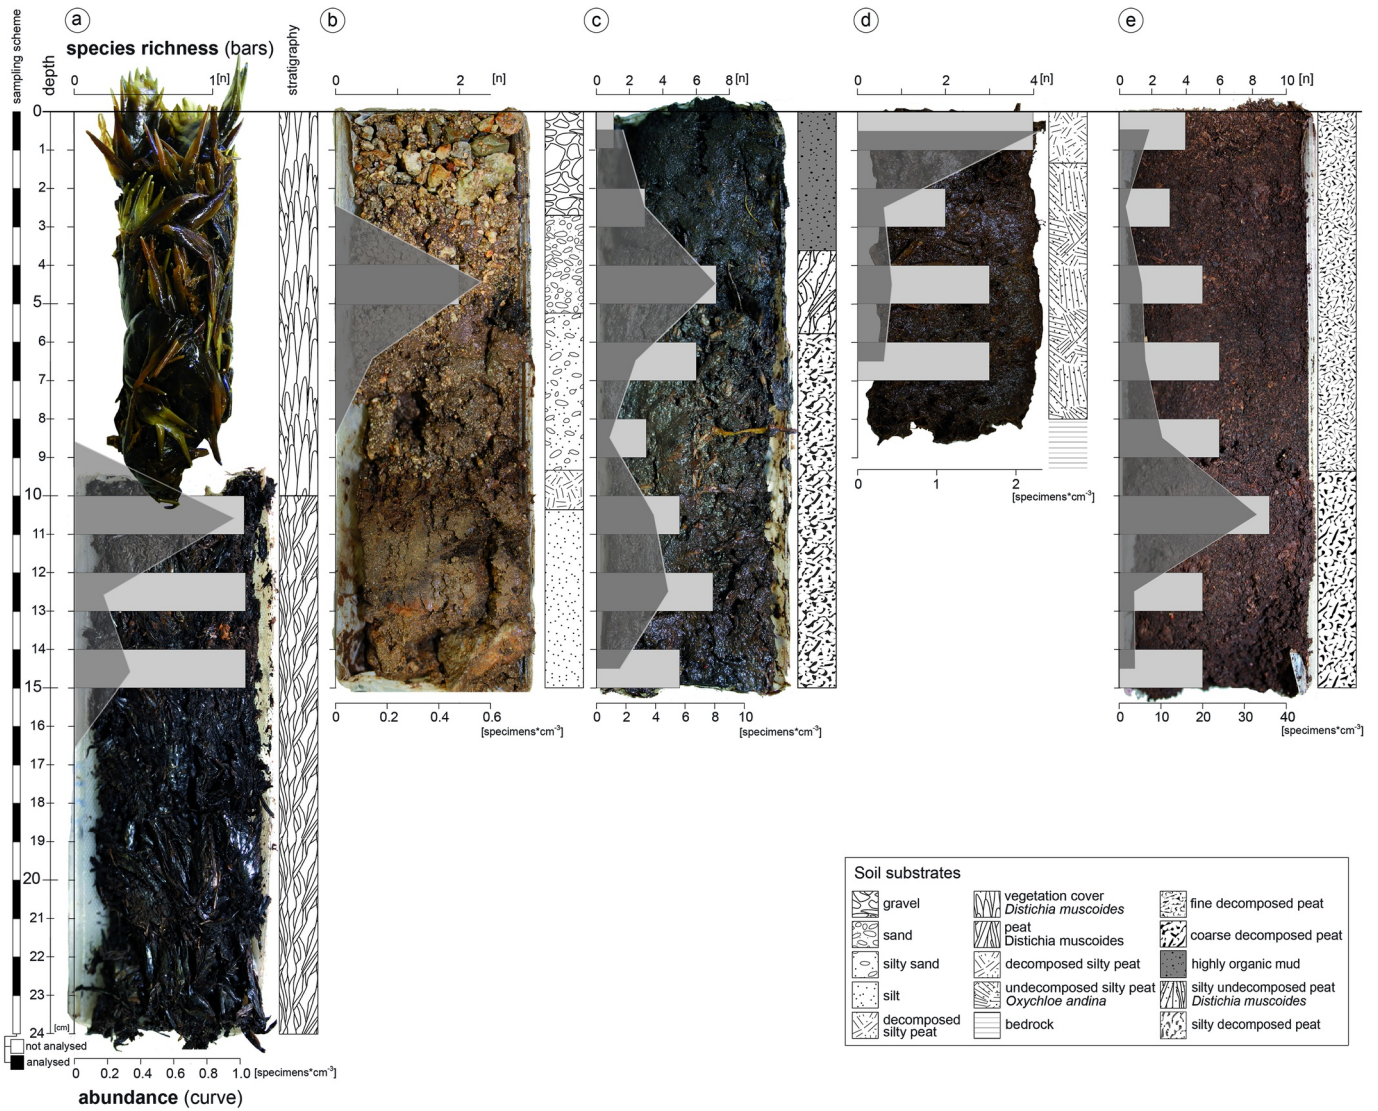 a
b
c
d
e
sampling scheme
depth
species richness (bars)
stratigraphy
0 1[n]
0 2 [n]
0 2 4 6 8[n]
0 2 4[n]
0 2 4 6 8 10 [n]
0
1
2
3
4
5
6
7
8
9
10
11
12
13
14
15
16
17
18
19
20
21
22
23
24 [cm]
0 0.2 0.4 0.6
[specimens*cm-3]
0 2 4 6 8 10
[specimens*cm-3]
0 1 2
[specimens*cm-3]
0 10 20 30 40
[specimens*cm-3]
not analysed
analysed
0 0.2 0.4 0.6 0.8 1.0 [specimens*cm-3]
abundance (curve)
Soil substrates
gravel
sand
silty sand
silt
decomposed
silty peat
vegetation cover
Distichia muscoides
peat
Distichia muscoides
decomposed silty peat
undecomposed silty peat
Oxychloe andina
bedrock
fine decomposed peat
coarse decomposed peat
highly organic mud
silty undecomposed peat
Distichia muscoides
silty decomposed peat